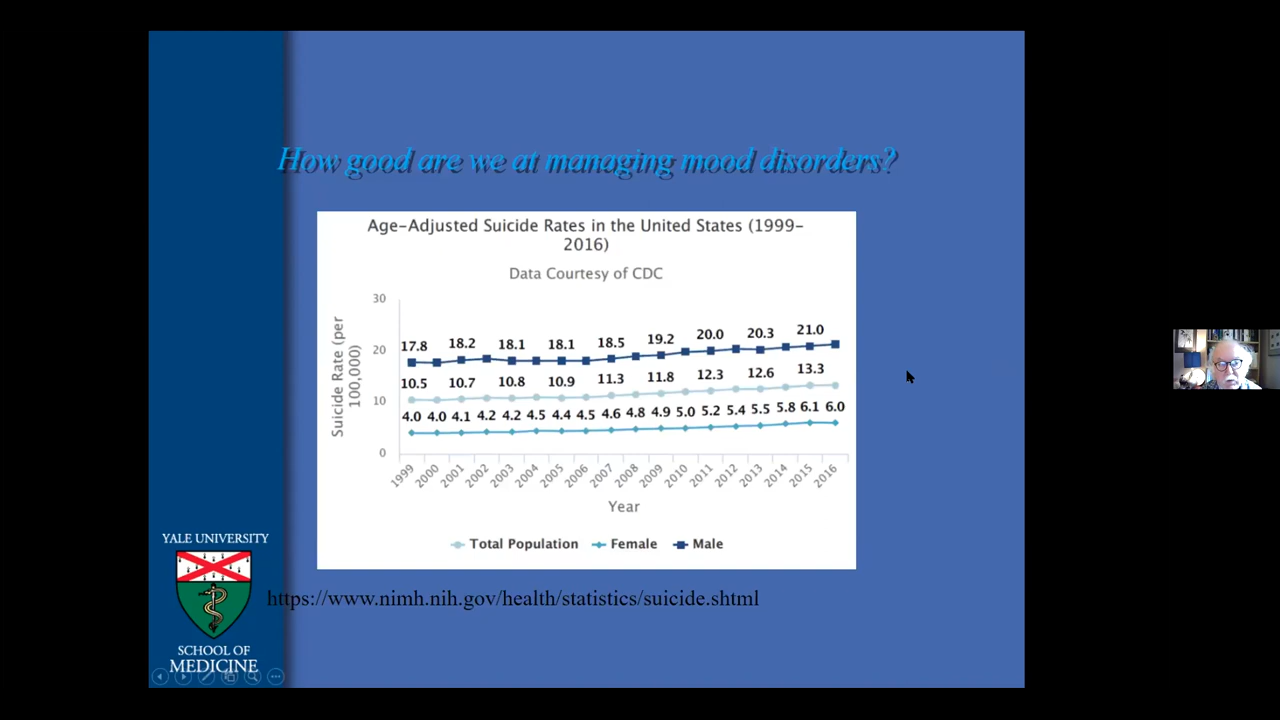 How good are we at managing mood disorders?
Age-Adjusted Suicide Rates in the United States (1999-
2016)
Data Courtesy of CDC
Suicide Rate (per
100,000)
30
20
10
0
17.8 18.2 18.1 18.1 18.5 19.2 20.0 20.3 21.0
10.5 10.7 10.8 10.9 11.3 11.8 12.3 12.6 13.3
4.0 4.0 4.1 4.2 4.2 4.5 4.4 4.5 4.6 4.8 4.9 5.0 5.2 5.4 5.5 5.8 6.1 6.0
1999 2000 2001 2002 2003 2004 2005 2006 2007 2008 2009 2010 2011 2012 2013 2014 2015 2016
Year
Total Population Female Male
YALE UNIVERSITY
SCHOOL OF
MEDICINE
https://www.nimh.nih.gov/health/statistics/suicide.shtml